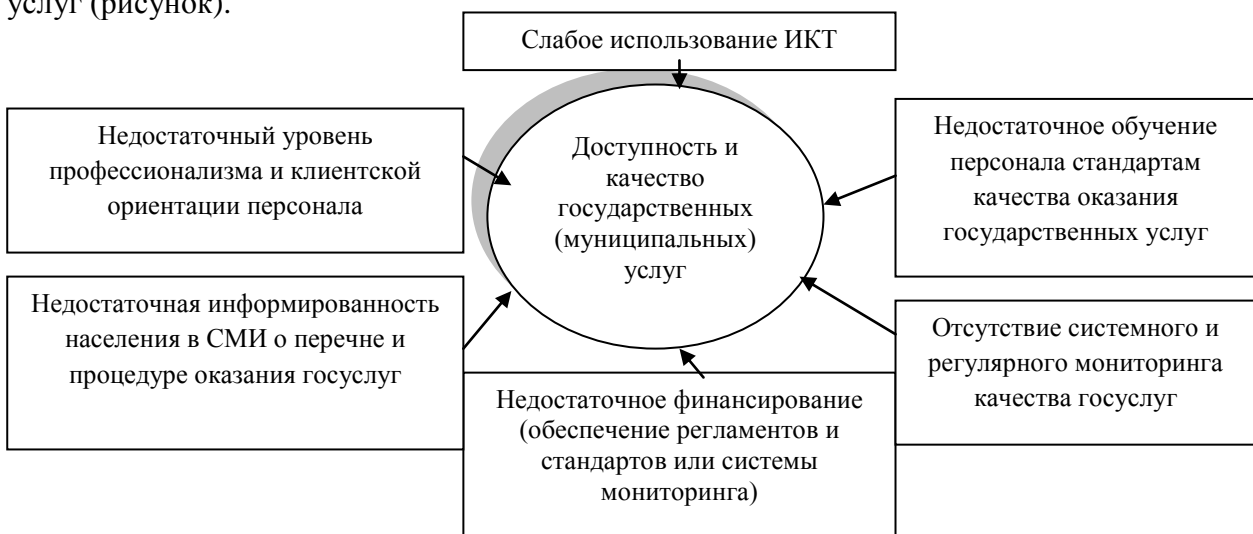 услуг (рисунок).
Слабое использование ИКТ
Недостаточный уровень
профессионализма и клиентской
ориентации персонала
Доступность и
качество
государственных
(муниципальных)
услуг
Недостаточное обучение
персонала стандартам
качества оказания
государственных услуг
Недостаточная информированность
населения в СМИ о перечне и
процедуре оказания госуслуг
Недостаточное финансирование
(обеспечение регламентов и
стандартов или системы
мониторинга)
Отсутствие системного и
регулярного мониторинга
качества госуслуг